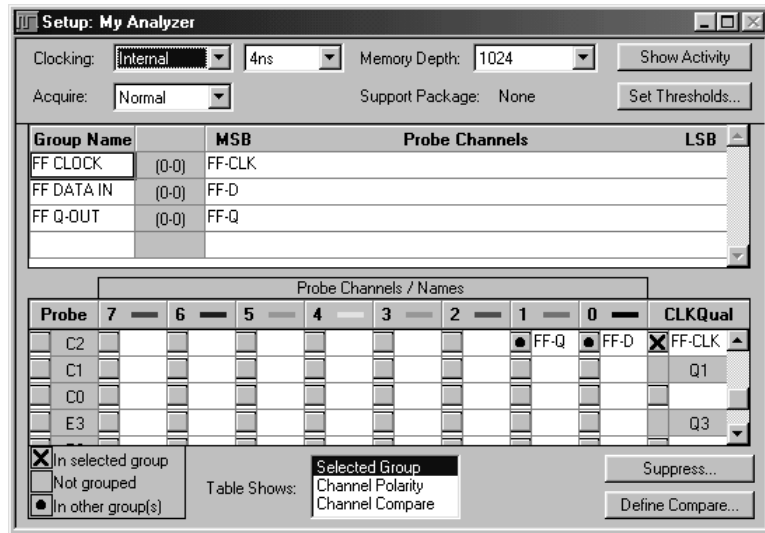 Setup: My Analyzer
Clocking: Internal 4ns Memory Depth: 1024 Show Activity
Acquire: Normal Support Package: None Set Thresholds...
Group Name MSB Probe Channels LSB
FF CLOCK (0-0) FF-CLK
FF DATA IN (0-0) FF-D
FF Q-OUT (0-0) FF-Q
Probe Channels / Names
Probe 7 6 5 4 3 2 1 0 CLKQual
C2 FF-Q FF-D FF-CLK
C1 Q1
C0
E3 Q3
In selected group
Not grouped
In other group(s)
Table Shows:
Selected Group
Channel Polarity
Channel Compare
Suppress...
Define Compare...